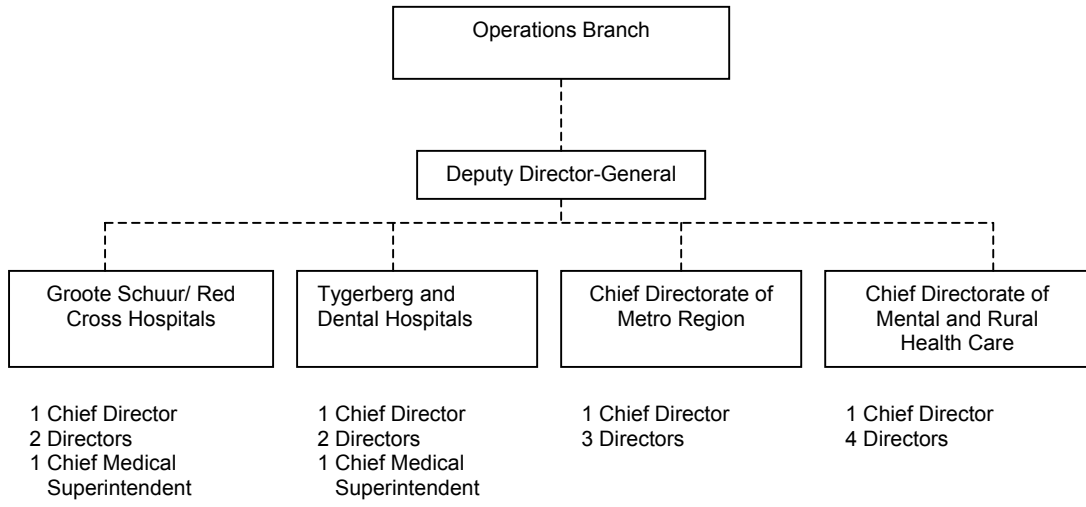 Operations Branch
Deputy Director-General
Groote Schuur/ Red
Cross Hospitals
Tygerberg and
Dental Hospitals
Chief Directorate of
Metro Region
Chief Directorate of
Mental and Rural
Health Care
1 Chief Director
2 Directors
1 Chief Medical
Superintendent
1 Chief Director
2 Directors
1 Chief Medical
Superintendent
1 Chief Director
3 Directors
1 Chief Director
4 Directors